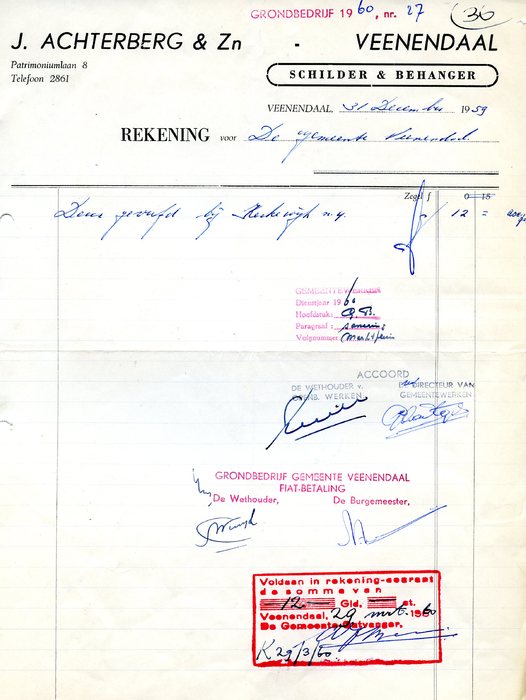 GRONDBEDRIJF 1960, nr. 27
36
J. ACHTERBERG & Zn - VEENENDAAL
Patrimoniumlaan 8
Telefoon 2861
SCHILDER & BEHANGER
VEENENDAAL, 31 December 1959
REKENING voor De gemeente Veenendaal
Zegel f 0 15
Deur geverfd bij f 12 =
GEMEENTEWERKEN
Dienstjaar 1960
Hoofdstuk: G.B.
Paragraaf:
Volgnummer
ACCOORD
DE WETHOUDER v. OPENB. WERKEN
DE DIRECTEUR VAN GEMEENTEWERKEN
GRONDBEDRIJF GEMEENTE VEENENDAAL
FIAT-BETALING
De Wethouder, De Burgemeester,
Voldaan in rekening-courant
de somma van
12 Gld. ct.
Veenendaal, 29 mrt. 1960
De Gemeente-ontvanger,
K 29/3/60.